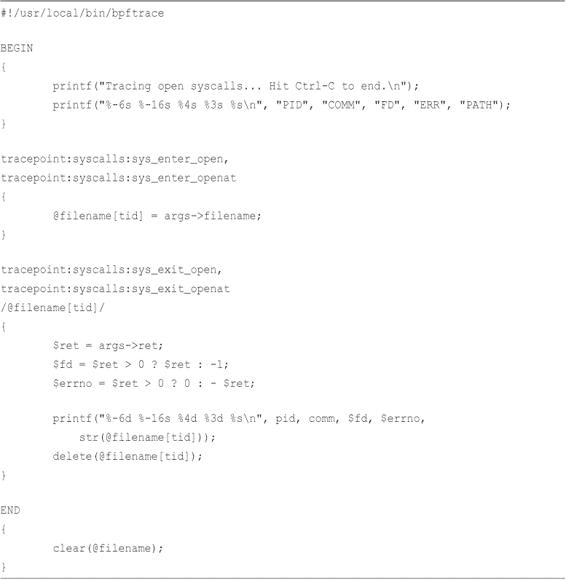 #!/usr/local/bin/bpftrace

BEGIN
{
        printf("Tracing open syscalls... Hit Ctrl-C to end.\n");
        printf("%-6s %-16s %4s %3s %s\n", "PID", "COMM", "FD", "ERR", "PATH");
}

tracepoint:syscalls:sys_enter_open,
tracepoint:syscalls:sys_enter_openat
{
        @filename[tid] = args->filename;
}

tracepoint:syscalls:sys_exit_open,
tracepoint:syscalls:sys_exit_openat
/@filename[tid]/
{
        $ret = args->ret;
        $fd = $ret > 0 ? $ret : -1;
        $errno = $ret > 0 ? 0 : - $ret;

        printf("%-6d %-16s %4d %3d %s\n", pid, comm, $fd, $errno,
            str(@filename[tid]));
        delete(@filename[tid]);
}

END
{
        clear(@filename);
}